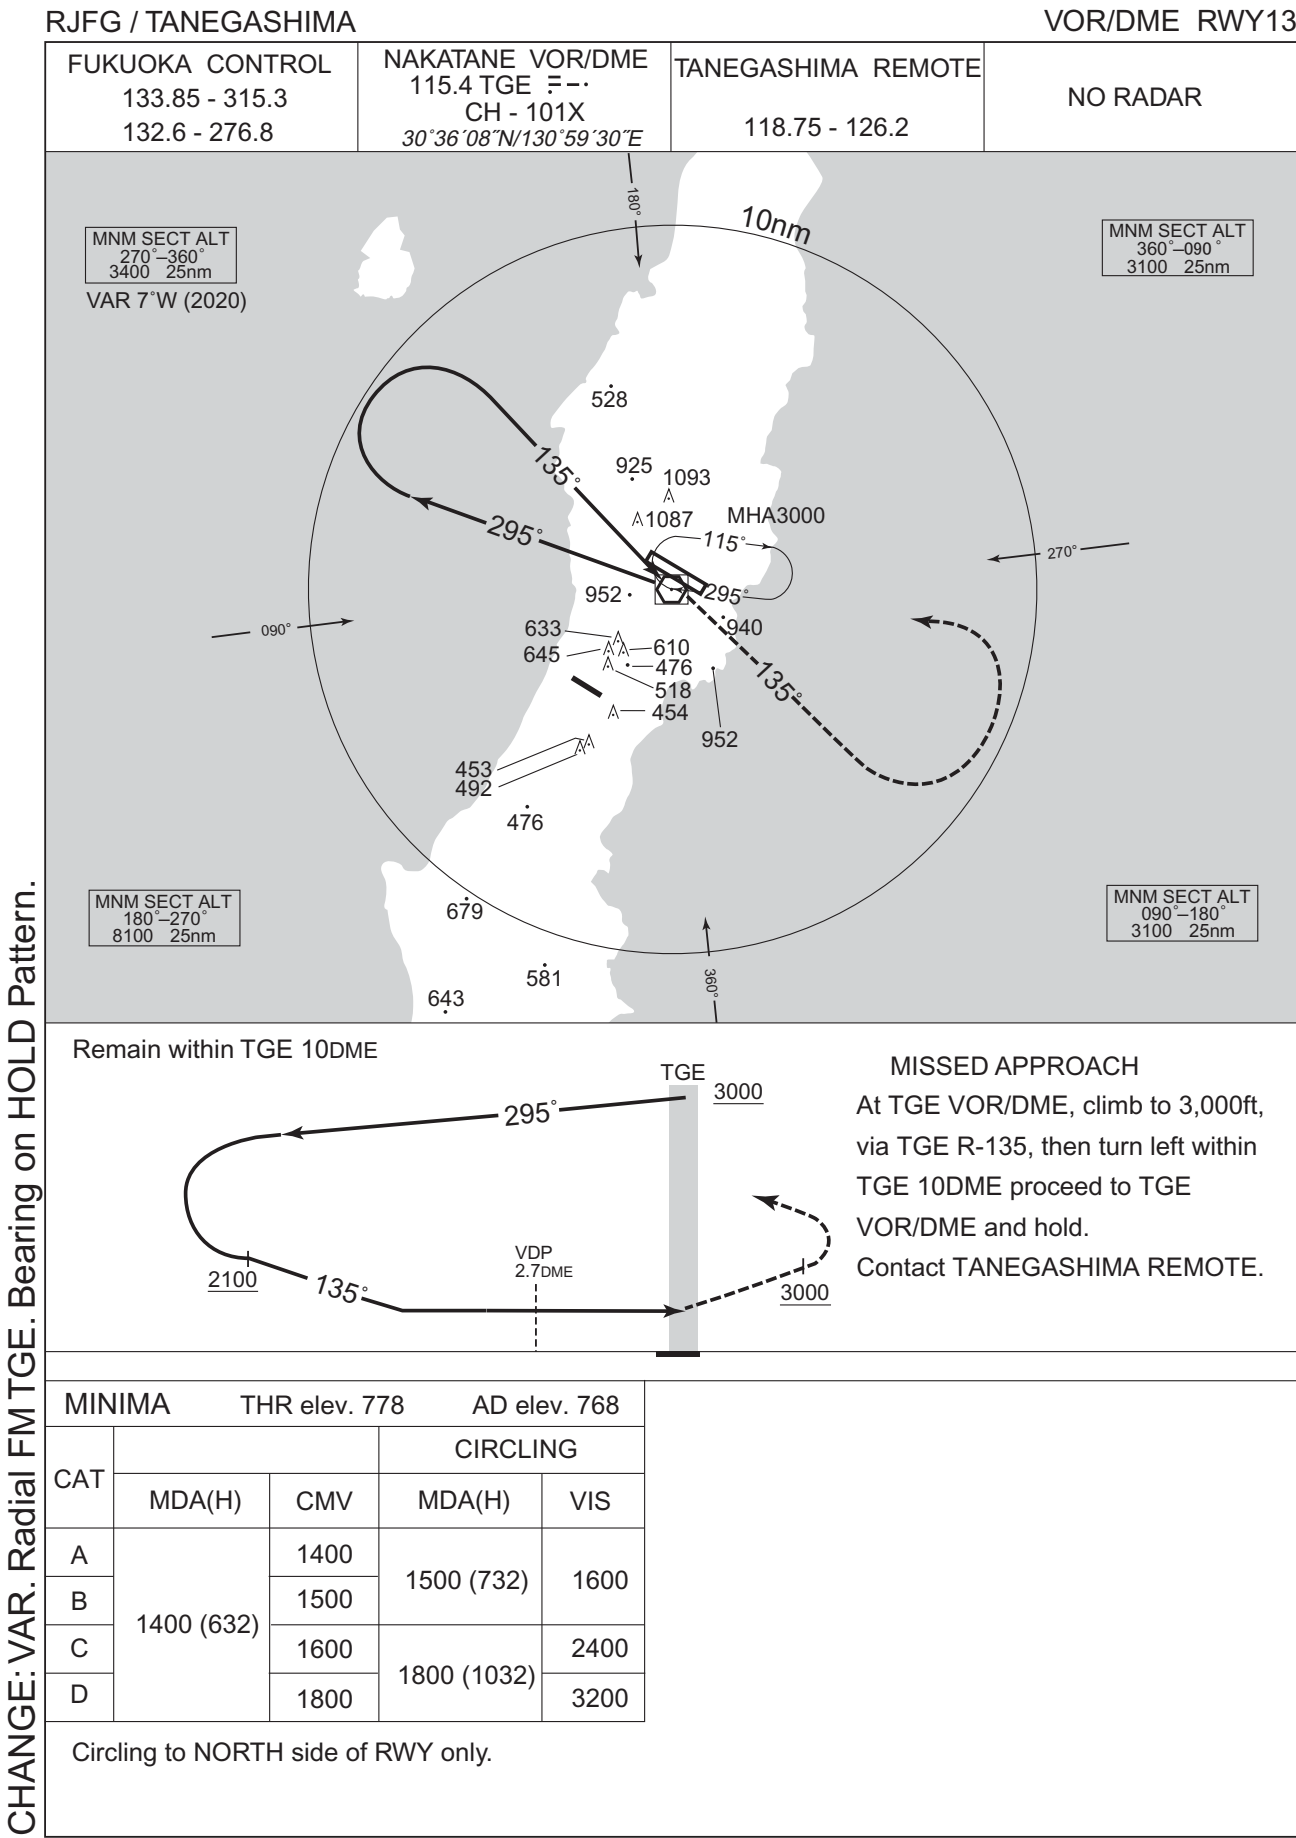 RJFG / TANEGASHIMA
VOR/DME RWY13
FUKUOKA CONTROL
133.85 - 315.3
132.6 - 276.8
NAKATANE VOR/DME
115.4 TGE
CH - 101X
30°36´08˝N/130°59´30˝E
TANEGASHIMA REMOTE
118.75 - 126.2
NO RADAR
MNM SECT ALT
270°–360°
3400 25nm
VAR 7°W (2020)
180°
10nm
MNM SECT ALT
360°–090°
3100 25nm
528
135°
925
1093
1087
MHA3000
115°
295°
270°
952
295°
090°
633
940
645
610
476
518
135°
454
952
453
492
476
MNM SECT ALT
180°–270°
8100 25nm
679
MNM SECT ALT
090°–180°
3100 25nm
581
360°
643
Remain within TGE 10DME
TGE
3000
295°
VDP
2.7DME
2100
135°
3000
MISSED APPROACH
At TGE VOR/DME, climb to 3,000ft,
via TGE R-135, then turn left within
TGE 10DME proceed to TGE
VOR/DME and hold.
Contact TANEGASHIMA REMOTE.
MINIMA THR elev. 778 AD elev. 768
CIRCLING
CAT
MDA(H) CMV MDA(H) VIS
A 1400
1500 (732) 1600
B 1500
1400 (632)
C 1600 2400
1800 (1032)
D 1800 3200
Circling to NORTH side of RWY only.
CHANGE: VAR. Radial FM TGE. Bearing on HOLD Pattern.